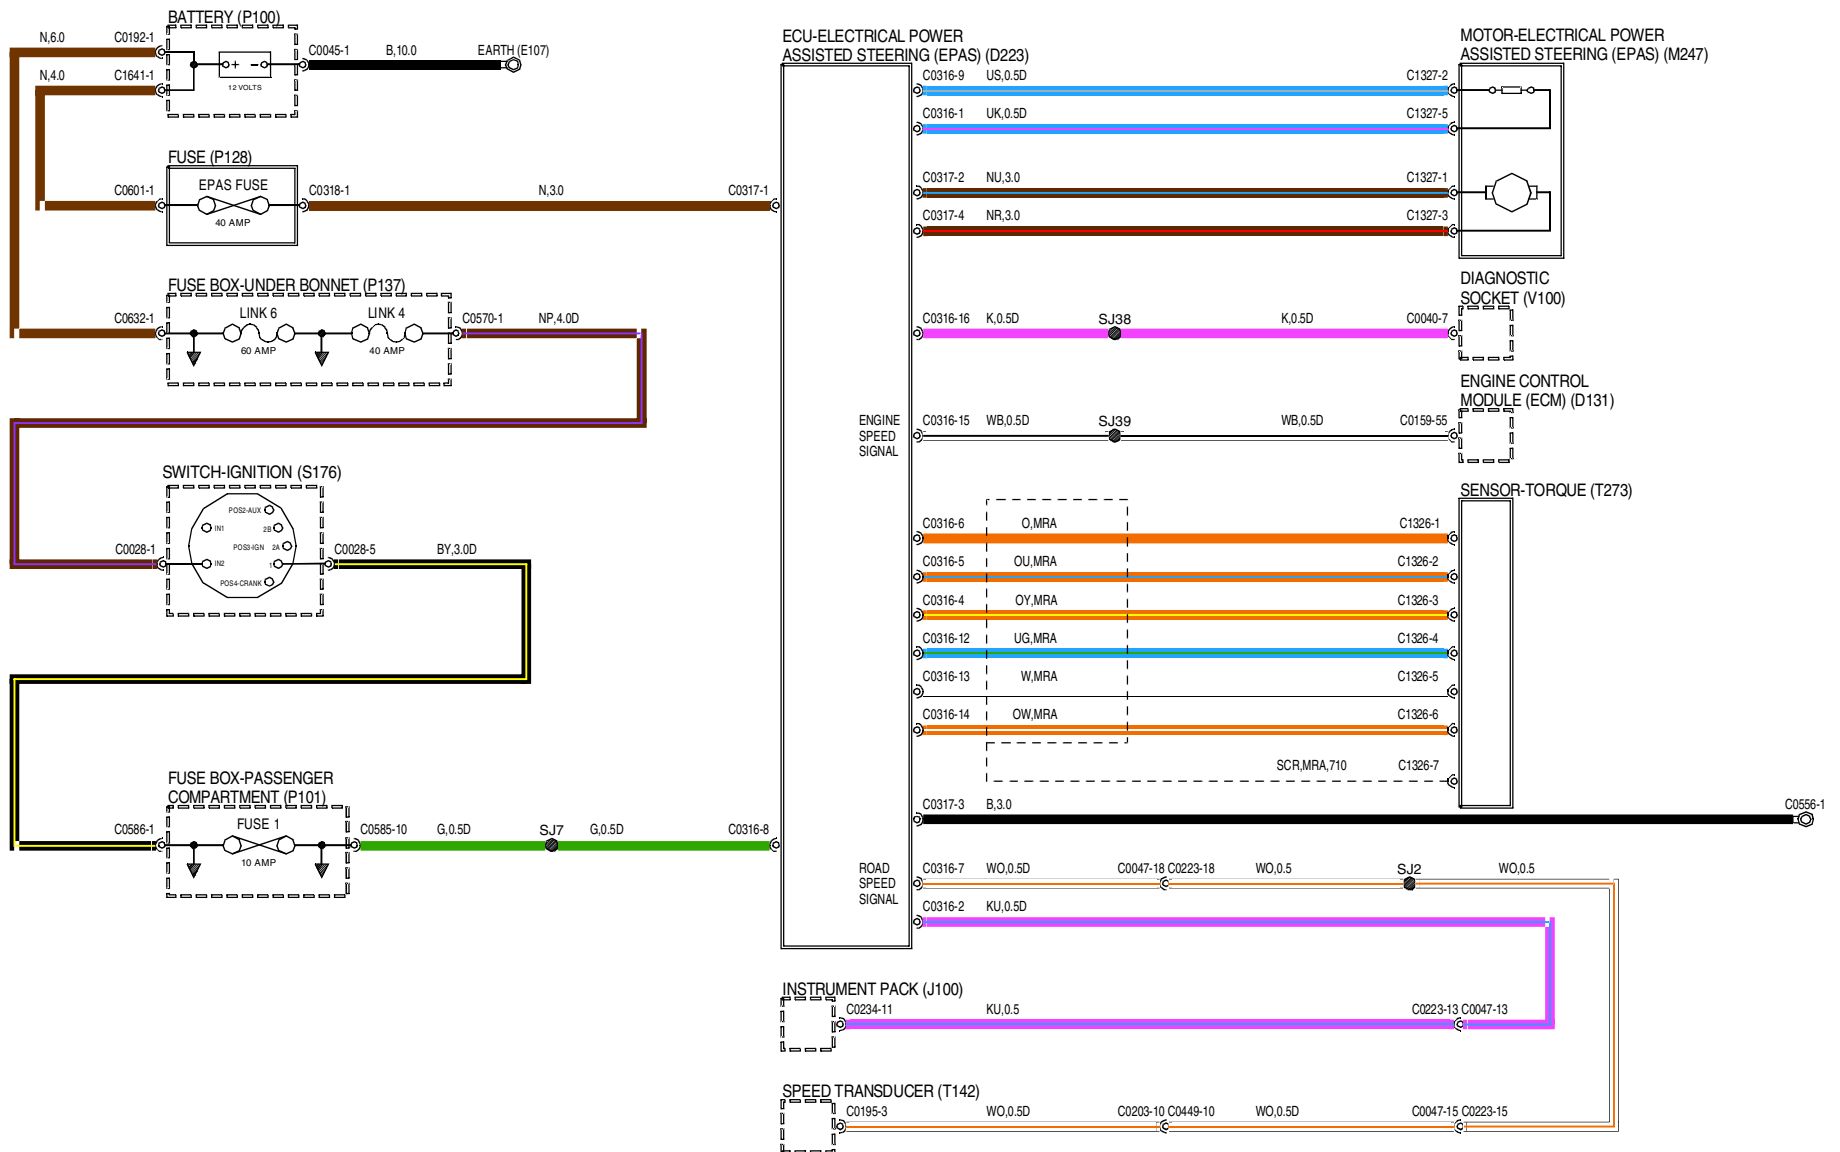 BATTERY (P100)
N,6.0 C0192-1
C0045-1 B,10.0 EARTH (E107)
N,4.0 C1641-1
+ -
12 VOLTS
FUSE (P128)
C0601-1 EPAS FUSE C0318-1 N,3.0 C0317-1
40 AMP
FUSE BOX-UNDER BONNET (P137)
C0632-1 LINK 6 LINK 4 C0570-1 NP,4.0D
60 AMP 40 AMP
SWITCH-IGNITION (S176)
POS2-AUX
IN1 2B
POS3-IGN 2A
C0028-1 C0028-5 BY,3.0D
IN2 1
POS4-CRANK
FUSE BOX-PASSENGER
COMPARTMENT (P101)
C0586-1 FUSE 1 C0585-10 G,0.5D SJ7 G,0.5D C0316-8
10 AMP
ECU-ELECTRICAL POWER
ASSISTED STEERING (EPAS) (D223)
MOTOR-ELECTRICAL POWER
ASSISTED STEERING (EPAS) (M247)
C0316-9 US,0.5D C1327-2
C0316-1 UK,0.5D C1327-5
C0317-2 NU,3.0 C1327-1
C0317-4 NR,3.0 C1327-3
DIAGNOSTIC
SOCKET (V100)
C0316-16 K,0.5D SJ38 K,0.5D C0040-7
ENGINE CONTROL
MODULE (ECM) (D131)
ENGINE
SPEED
SIGNAL
C0316-15 WB,0.5D SJ39 WB,0.5D C0159-55
SENSOR-TORQUE (T273)
C0316-6 O,MRA C1326-1
C0316-5 OU,MRA C1326-2
C0316-4 OY,MRA C1326-3
C0316-12 UG,MRA C1326-4
C0316-13 W,MRA C1326-5
C0316-14 OW,MRA C1326-6
SCR,MRA,710 C1326-7
C0317-3 B,3.0 C0556-1
ROAD
SPEED
SIGNAL
C0316-7 WO,0.5D C0047-18 C0223-18 WO,0.5 SJ2 WO,0.5
C0316-2 KU,0.5D
INSTRUMENT PACK (J100)
C0234-11 KU,0.5 C0223-13 C0047-13
SPEED TRANSDUCER (T142)
C0195-3 WO,0.5D C0203-10 C0449-10 WO,0.5D C0047-15 C0223-15